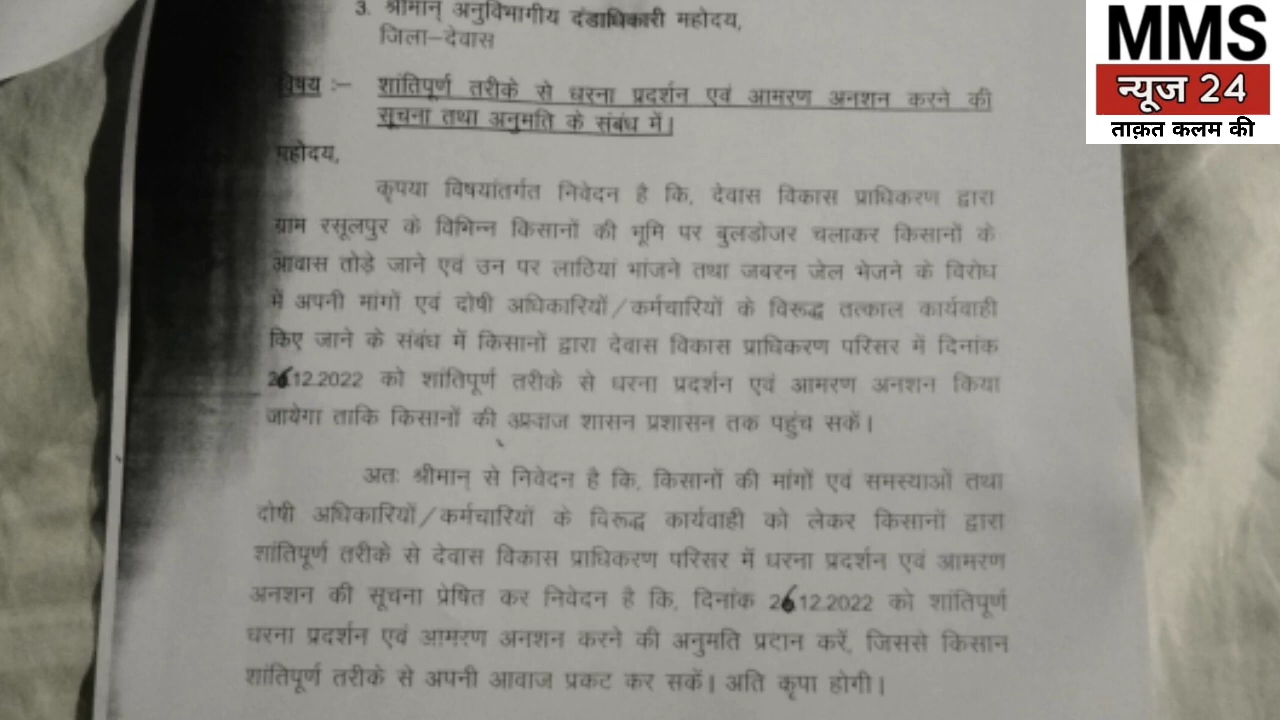 3. श्रीमान् अनुविभागीय दंडाधिकारी महोदय,
जिला–देवास
विषय :– शांतिपूर्ण तरीके से धरना प्रदर्शन एवं आमरण अनशन करने की
सूचना तथा अनुमति के संबंध में।
महोदय,
कृपया विषयांतर्गत निवेदन है कि, देवास विकास प्राधिकरण द्वारा
ग्राम रसूलपुर के विभिन्न किसानों की भूमि पर बुलडोजर चलाकर किसानों के
आवास तोड़े जाने एवं उन पर लाठियां भांजने तथा जबरन जेल भेजने के विरोध
में अपनी मांगों एवं दोषी अधिकारियों/कर्मचारियों के विरूद्ध तत्काल कार्यवाही
किए जाने के संबंध में किसानों द्वारा देवास विकास प्राधिकरण परिसर में दिनांक
26.12.2022 को शांतिपूर्ण तरीके से धरना प्रदर्शन एवं आमरण अनशन किया
जायेगा ताकि किसानों की आवाज शासन प्रशासन तक पहुंच सकें।
अतः श्रीमान् से निवेदन है कि, किसानों की मांगों एवं समस्याओं तथा
दोषी अधिकारियों/कर्मचारियों के विरूद्ध कार्यवाही को लेकर किसानों द्वारा
शांतिपूर्ण तरीके से देवास विकास प्राधिकरण परिसर में धरना प्रदर्शन एवं आमरण
अनशन की सूचना प्रेषित कर निवेदन है कि, दिनांक 26.12.2022 को शांतिपूर्ण
धरना प्रदर्शन एवं आमरण अनशन करने की अनुमति प्रदान करें, जिससे किसान
शांतिपूर्ण तरीके से अपनी आवाज प्रकट कर सकें। अति कृपा होगी।
MMS
न्यूज 24
ताक़त कलम की